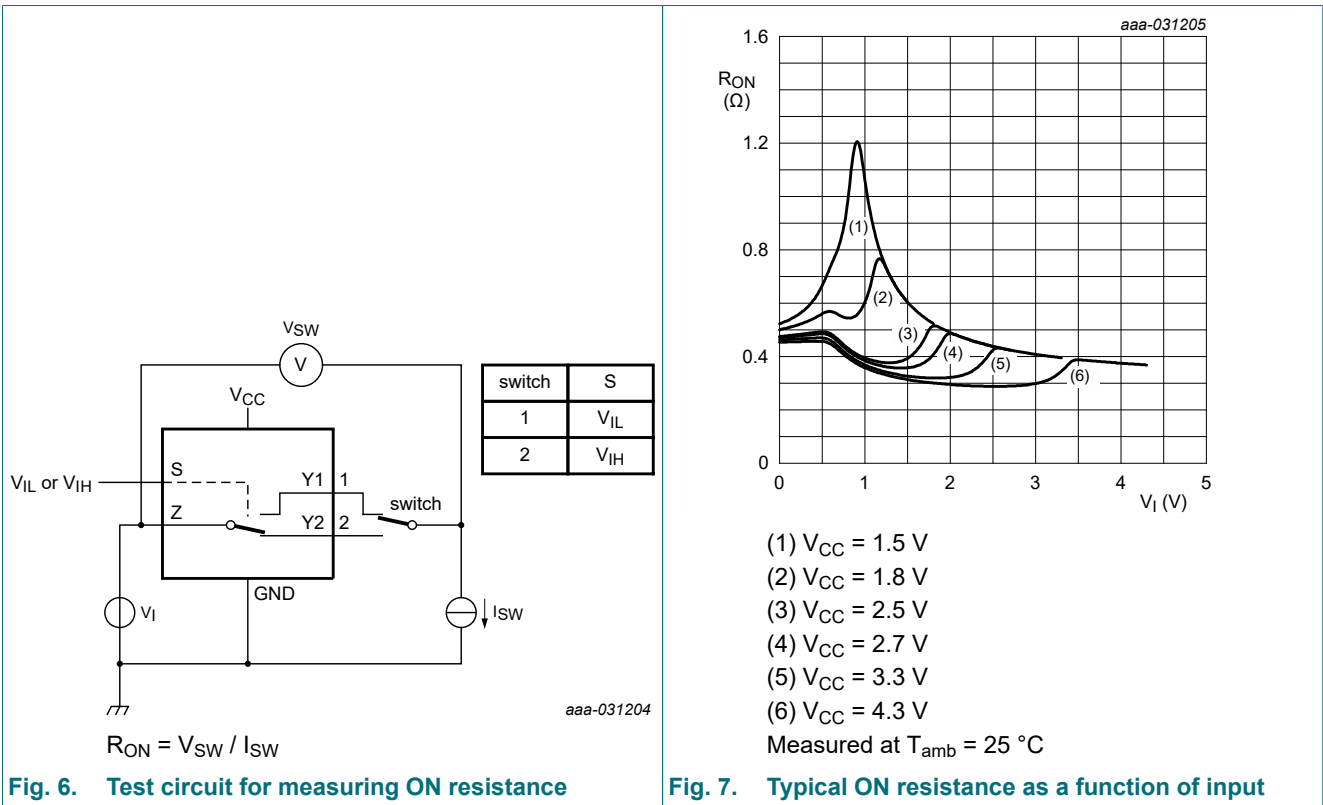 VSW
V
VCC
VIL or VIH
S
Z
Y1
1
Y2
2
switch
GND
VI
ISW
switch S
1 VIL
2 VIH
aaa-031204
RON = VSW / ISW
Fig. 6. Test circuit for measuring ON resistance
aaa-031205
1.6
RON
(Ω)
1.2
0.8
0.4
0
(1)
(2)
(3)
(4)
(5)
(6)
0 1 2 3 4 5
VI (V)
(1) VCC = 1.5 V
(2) VCC = 1.8 V
(3) VCC = 2.5 V
(4) VCC = 2.7 V
(5) VCC = 3.3 V
(6) VCC = 4.3 V
Measured at Tamb = 25 °C
Fig. 7. Typical ON resistance as a function of input